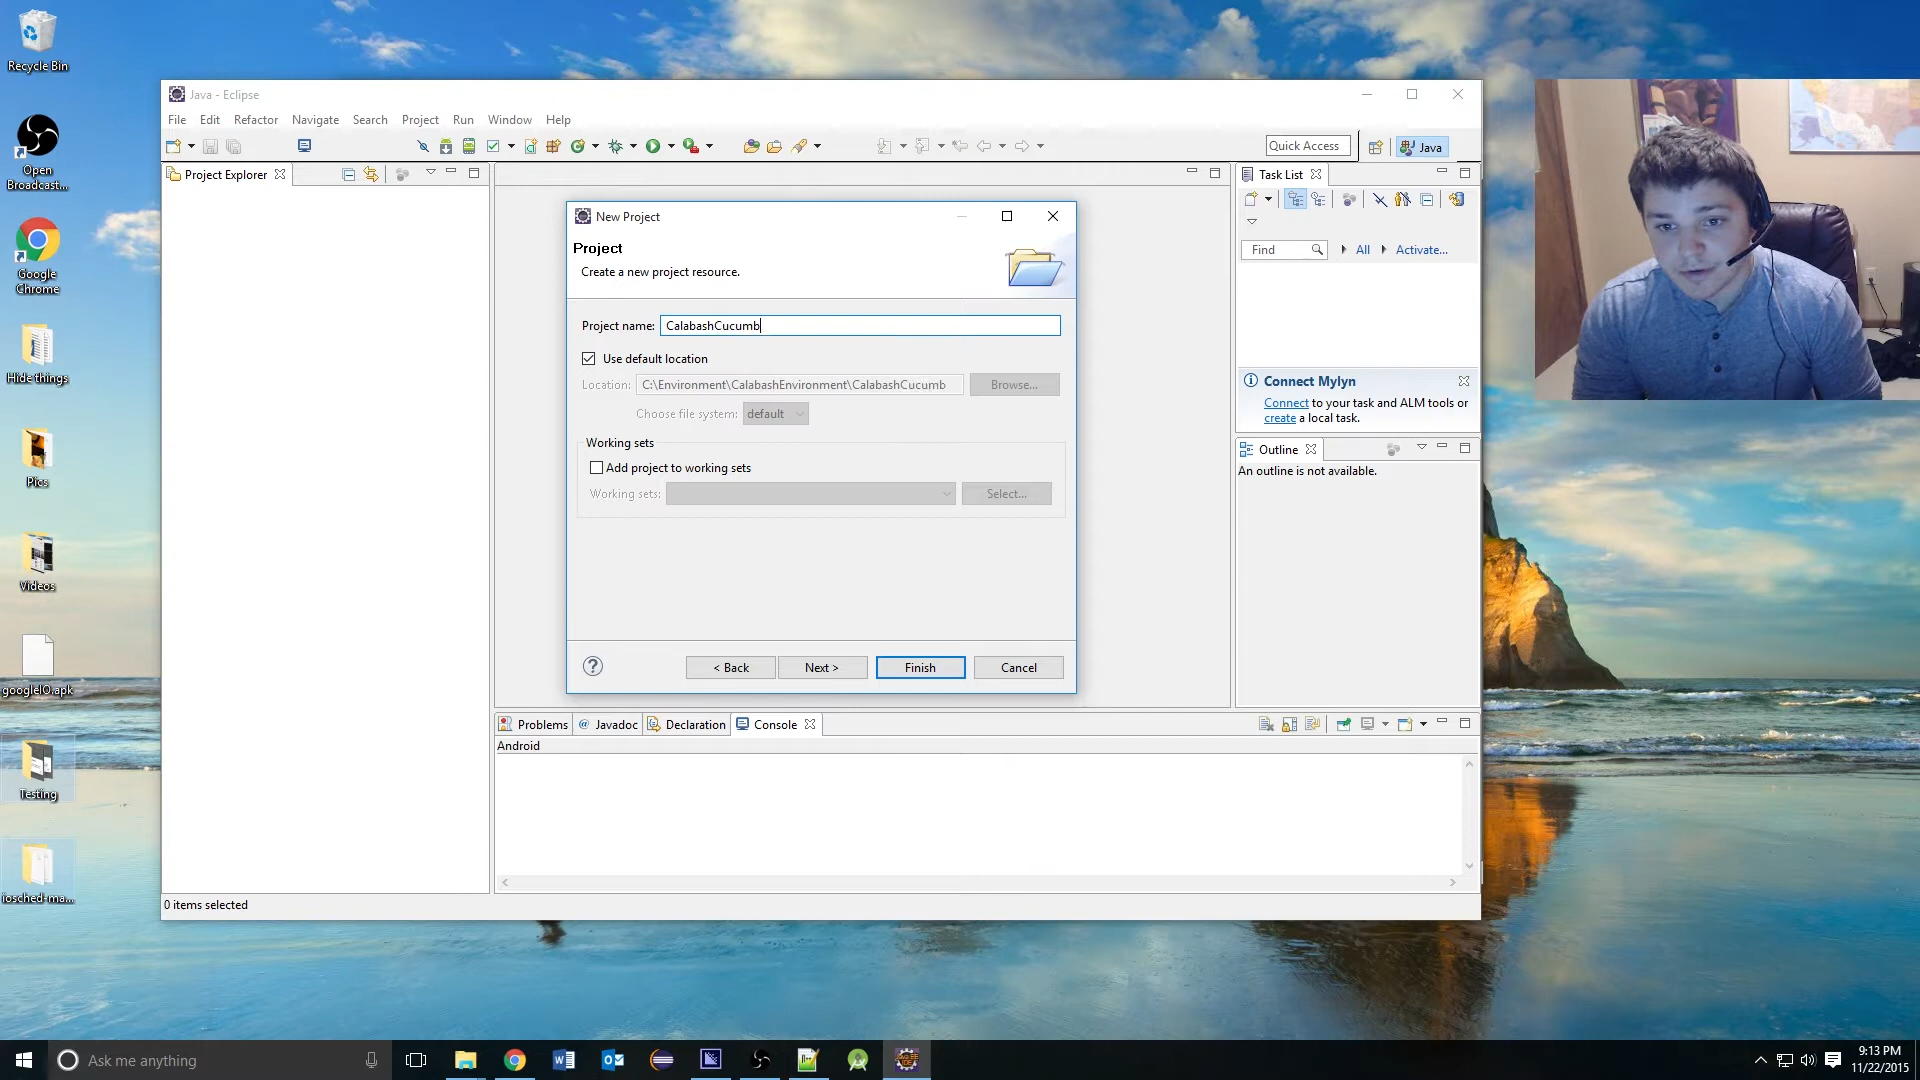 Recycle Bin
Open
Broadcast...
Google
Chrome
Hide things
Pics
Videos
googleIO.apk
Testing
iosched-ma...
Java - Eclipse
File Edit Refactor Navigate Search Project Run Window Help
Quick Access
Java
Project Explorer
New Project
Project
Create a new project resource.
Project name: CalabashCucumb
Use default location
Location: C:\Environment\CalabashEnvironment\CalabashCucumb Browse...
Choose file system: default
Working sets
Add project to working sets
Working sets: Select...
< Back Next > Finish Cancel
Task List
Find All Activate...
Connect Mylyn
Connect to your task and ALM tools or
create a local task.
Outline
An outline is not available.
Problems @ Javadoc Declaration Console
Android
0 items selected
Ask me anything
9:13 PM
11/22/2015